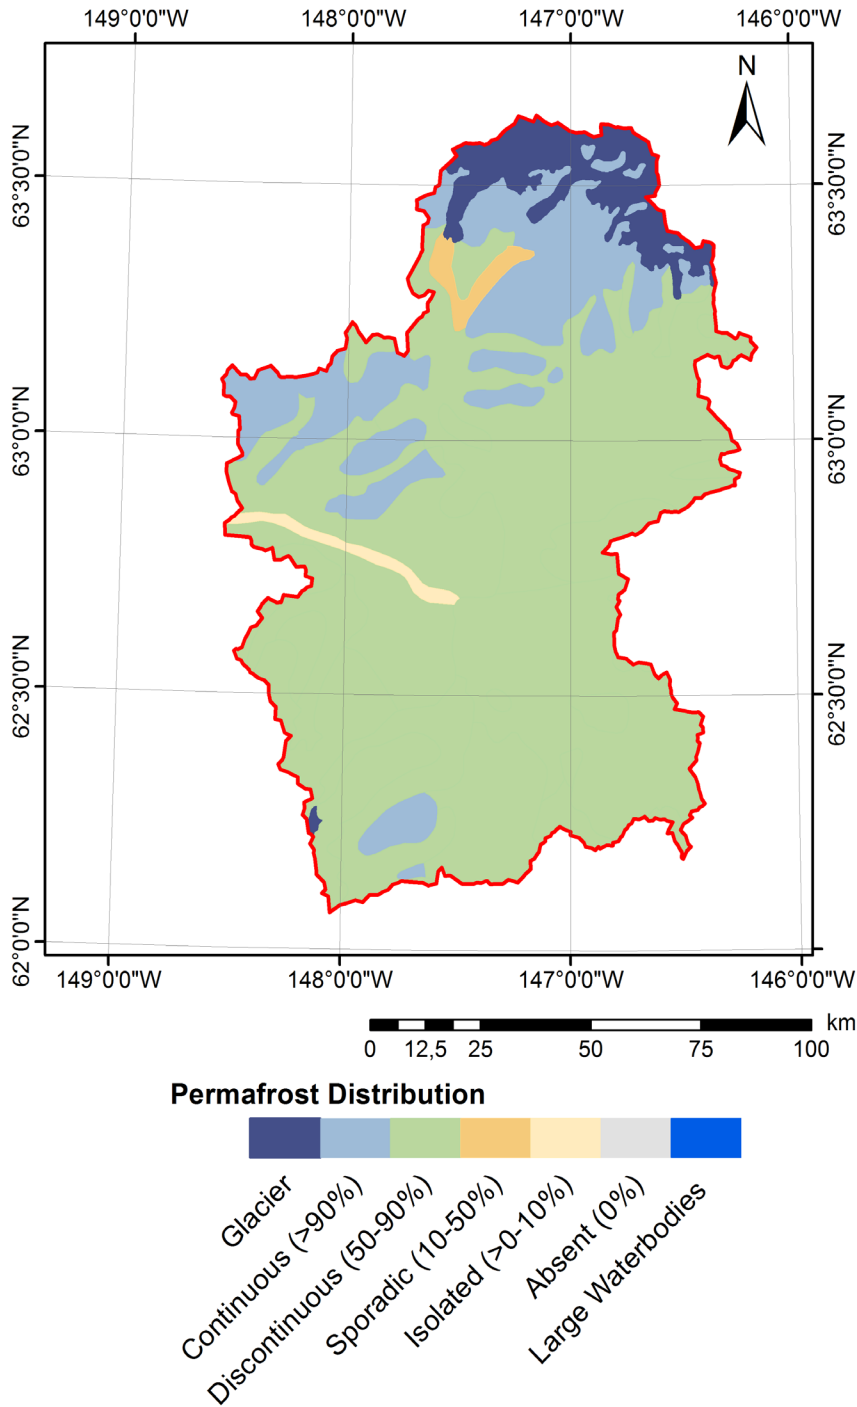 149°0'0"W 148°0'0"W 147°0'0"W 146°0'0"W
N
63°30'0"N 63°30'0"N
63°0'0"N 63°0'0"N
62°30'0"N 62°30'0"N
62°0'0"N
149°0'0"W 148°0'0"W 147°0'0"W 146°0'0"W
km
0 12,5 25 50 75 100
Permafrost Distribution
Glacier
Continuous (>90%)
Discontinuous (50-90%)
Sporadic (10-50%)
Isolated (>0-10%)
Absent (0%)
Large Waterbodies